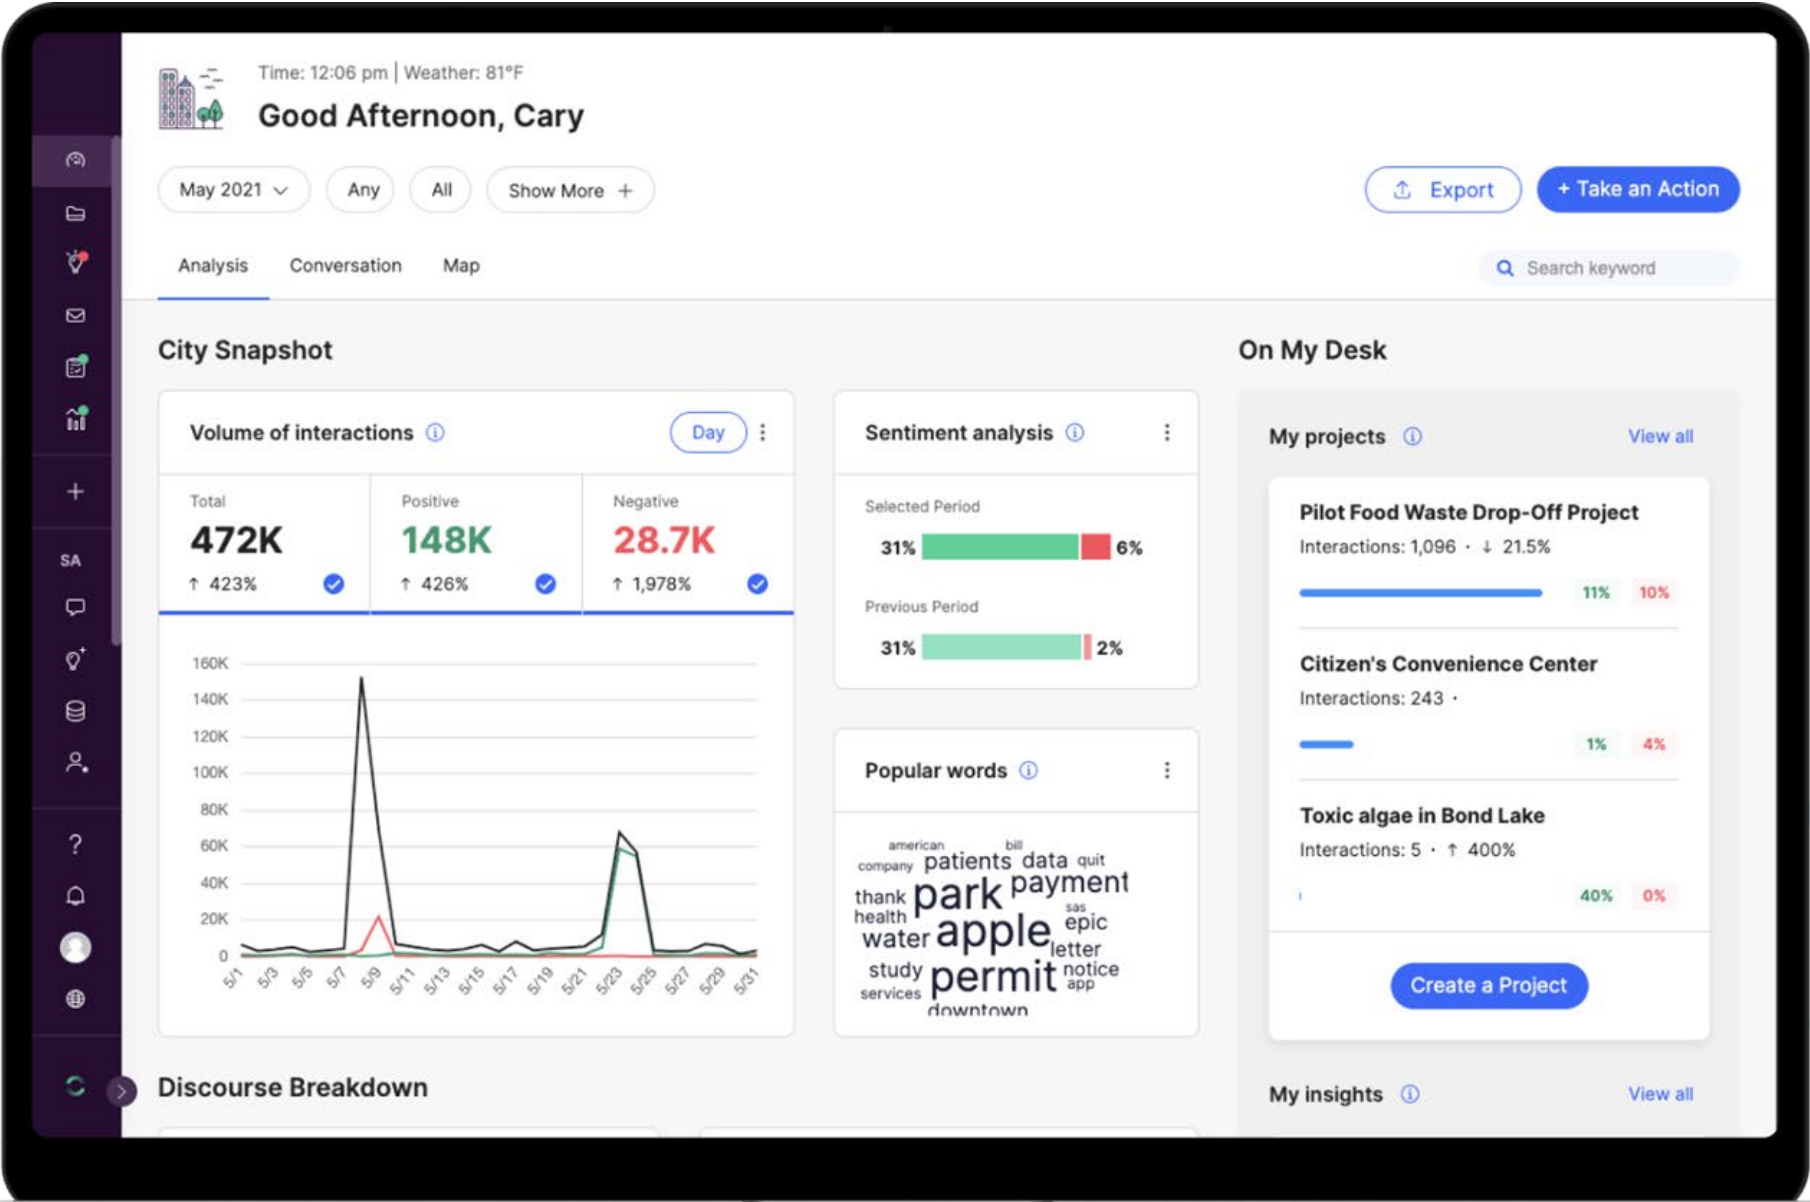 Time: 12:06 pm | Weather: 81°F
Good Afternoon, Cary
May 2021
Any
All
Show More +
Export
+ Take an Action
Analysis
Conversation
Map
Search keyword
SA
City Snapshot
Volume of interactions
Day
Total
472K
↑ 423%
Positive
148K
↑ 426%
Negative
28.7K
↑ 1,978%
160K
140K
120K
100K
80K
60K
40K
20K
0
5/1 5/3 5/5 5/7 5/9 5/11 5/13 5/15 5/17 5/19 5/21 5/23 5/25 5/27 5/29 5/31
Sentiment analysis
Selected Period
31% 6%
Previous Period
31% 2%
Popular words
american bill
company patients data quit
thank park payment
health sas
water apple epic
letter
study permit notice
services app
downtown
On My Desk
My projects
View all
Pilot Food Waste Drop-Off Project
Interactions: 1,096 · ↓ 21.5%
11% 10%
Citizen's Convenience Center
Interactions: 243 ·
1% 4%
Toxic algae in Bond Lake
Interactions: 5 · ↑ 400%
40% 0%
Create a Project
My insights
View all
Discourse Breakdown